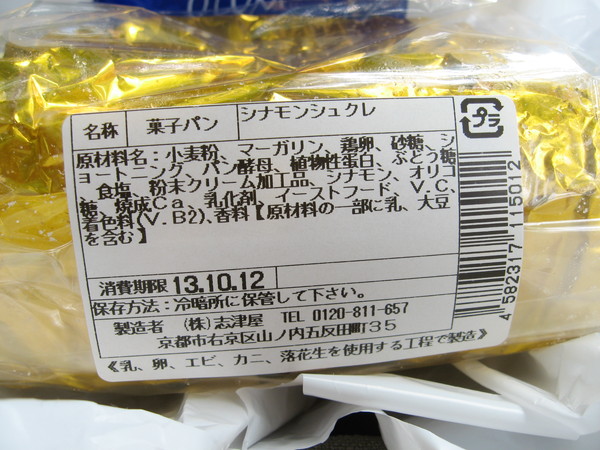 名称 菓子パン シナモンシュクレ
プラ
原材料名：小麦粉、マーガリン、鶏卵、砂糖、シ
ョートニング、パン酵母、植物性蛋白、ぶどう糖
、食塩、粉末クリーム加工品、シナモン、オリゴ
糖、焼成Ca、乳化剤、イーストフード、V.C、
着色料(V.B2)、香料【原材料の一部に乳、大豆
を含む】
消費期限 13.10.12
保存方法：冷暗所に保管して下さい。
製造者 (株)志津屋 TEL 0120-811-657
京都市右京区山ノ内五反田町35
《乳、卵、エビ、カニ、落花生を使用する工程で製造》
4 582317 115012